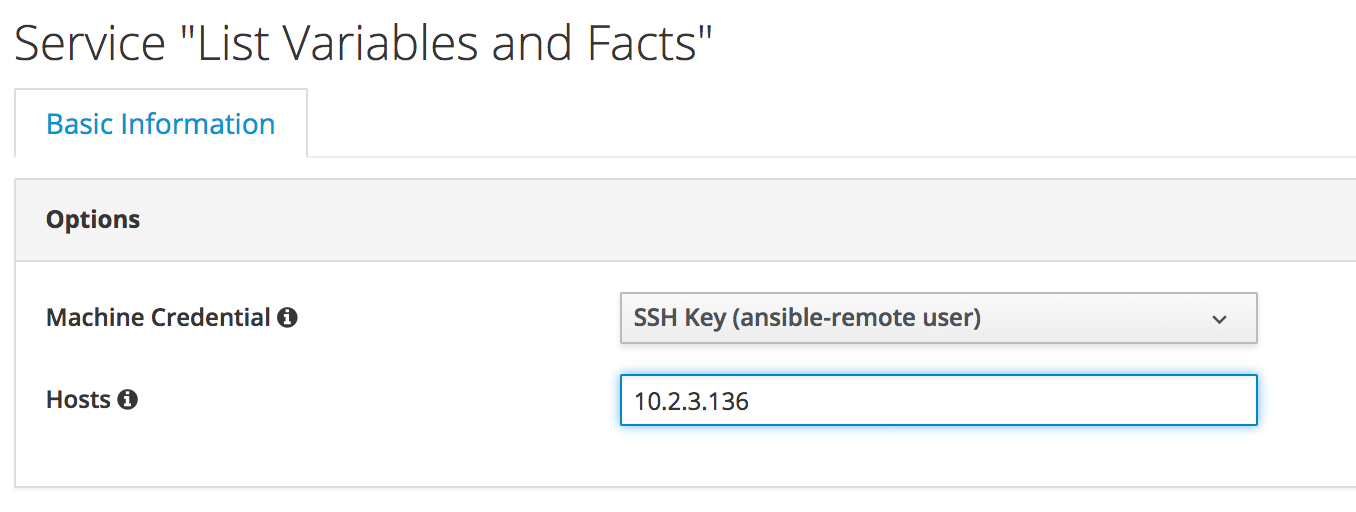 Service "List Variables and Facts"
Basic Information
Options
Machine Credential
SSH Key (ansible-remote user)
Hosts
10.2.3.136